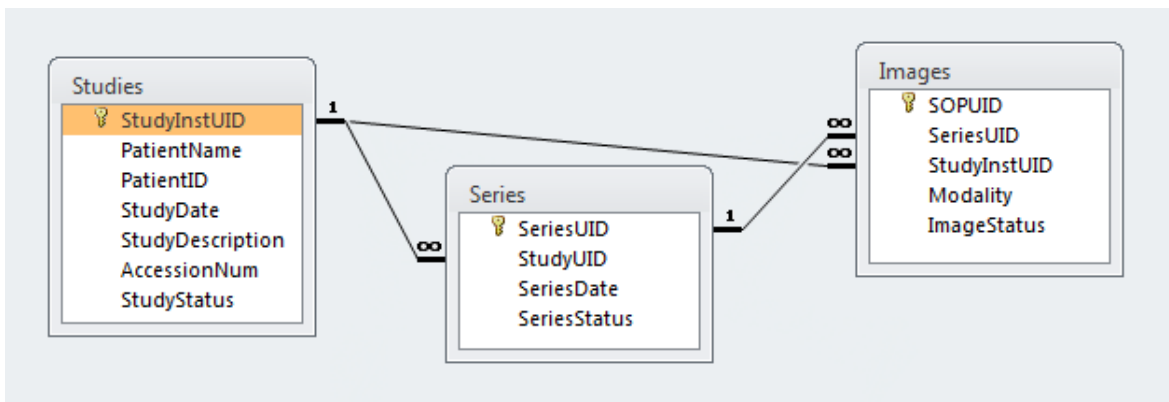 Studies
StudyInstUID
PatientName
PatientID
StudyDate
StudyDescription
AccessionNum
StudyStatus
1
∞
Series
SeriesUID
StudyUID
SeriesDate
SeriesStatus
1
∞
∞
Images
SOPUID
SeriesUID
StudyInstUID
Modality
ImageStatus